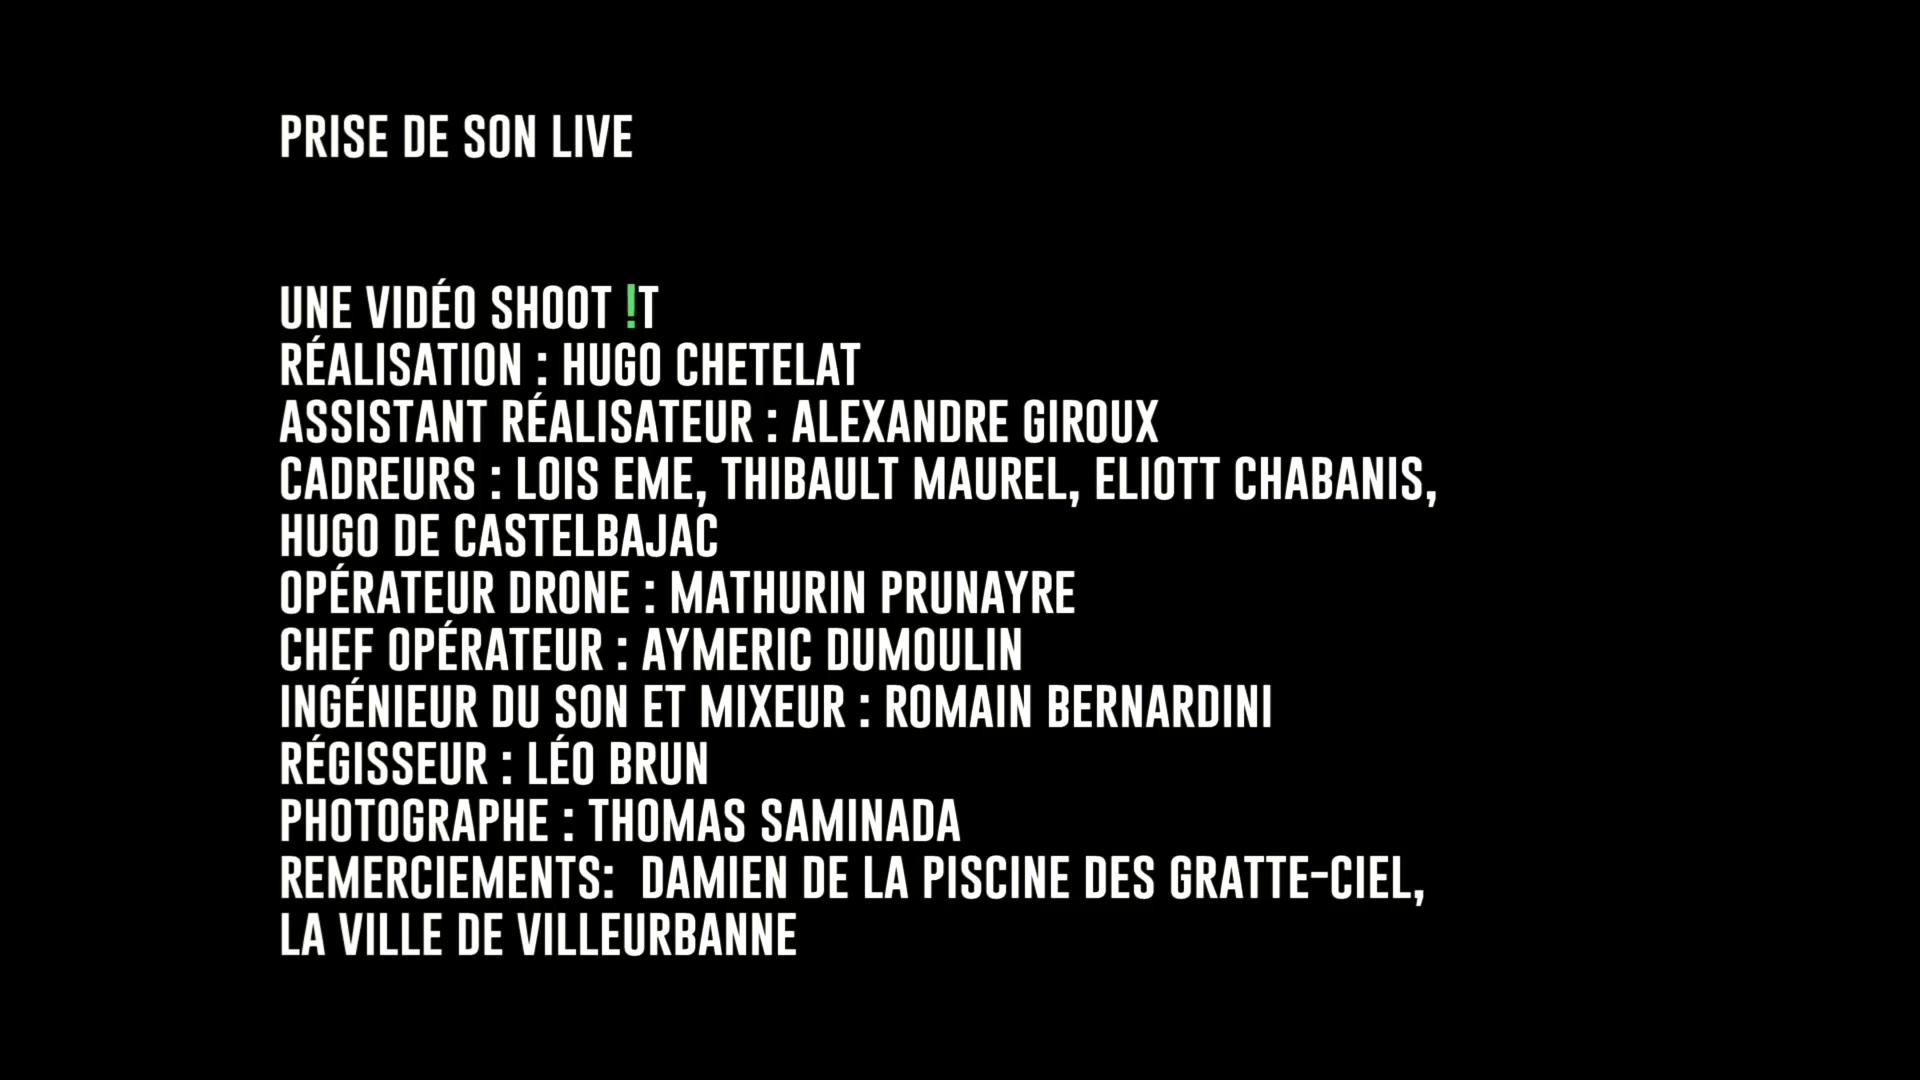 PRISE DE SON LIVE
UNE VIDÉO SHOOT !T
RÉALISATION : HUGO CHETELAT
ASSISTANT RÉALISATEUR : ALEXANDRE GIROUX
CADREURS : LOIS EME, THIBAULT MAUREL, ELIOTT CHABANIS,
HUGO DE CASTELBAJAC
OPÉRATEUR DRONE : MATHURIN PRUNAYRE
CHEF OPÉRATEUR : AYMERIC DUMOULIN
INGÉNIEUR DU SON ET MIXEUR : ROMAIN BERNARDINI
RÉGISSEUR : LÉO BRUN
PHOTOGRAPHE : THOMAS SAMINADA
REMERCIEMENTS:  DAMIEN DE LA PISCINE DES GRATTE-CIEL,
LA VILLE DE VILLEURBANNE